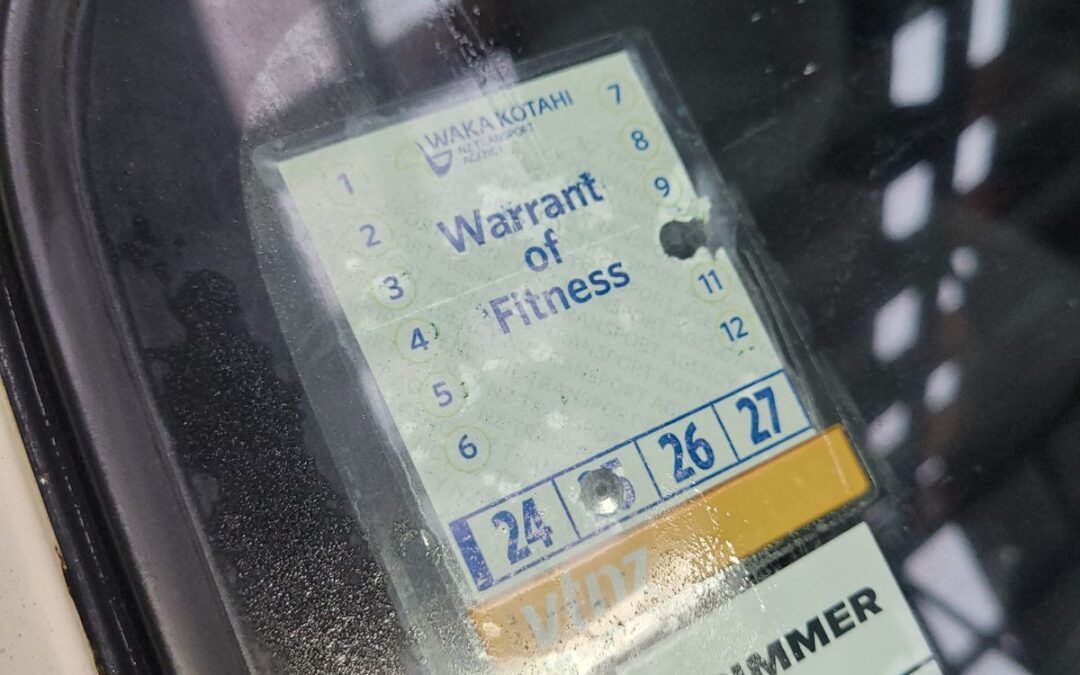 WAKA KOTAHI
NZ TRANSPORT
AGENCY
Warrant
of
Fitness
1
2
3
4
5
6
7
8
9
11
12
24
26
27
vtnz